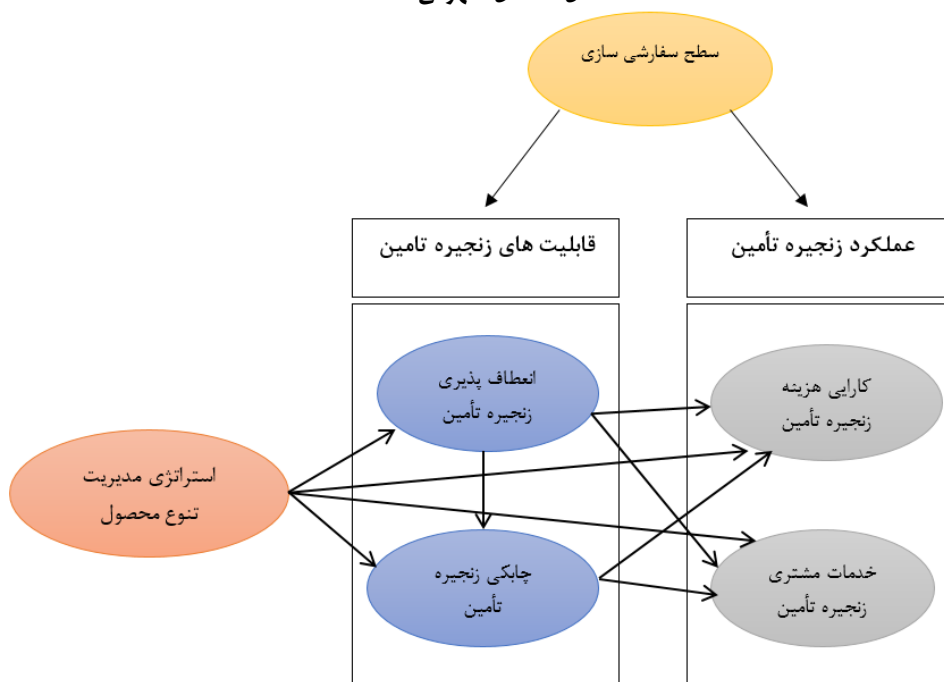 سطح سفارشی سازی
عملکرد زنجیره تأمین
قابلیت های زنجیره تامین
انعطاف پذیری
زنجیره تأمین
کارایی هزینه
زنجیره تأمین
استراتژی مدیریت
تنوع محصول
چابکی زنجیره
تأمین
خدمات مشتری
زنجیره تأمین